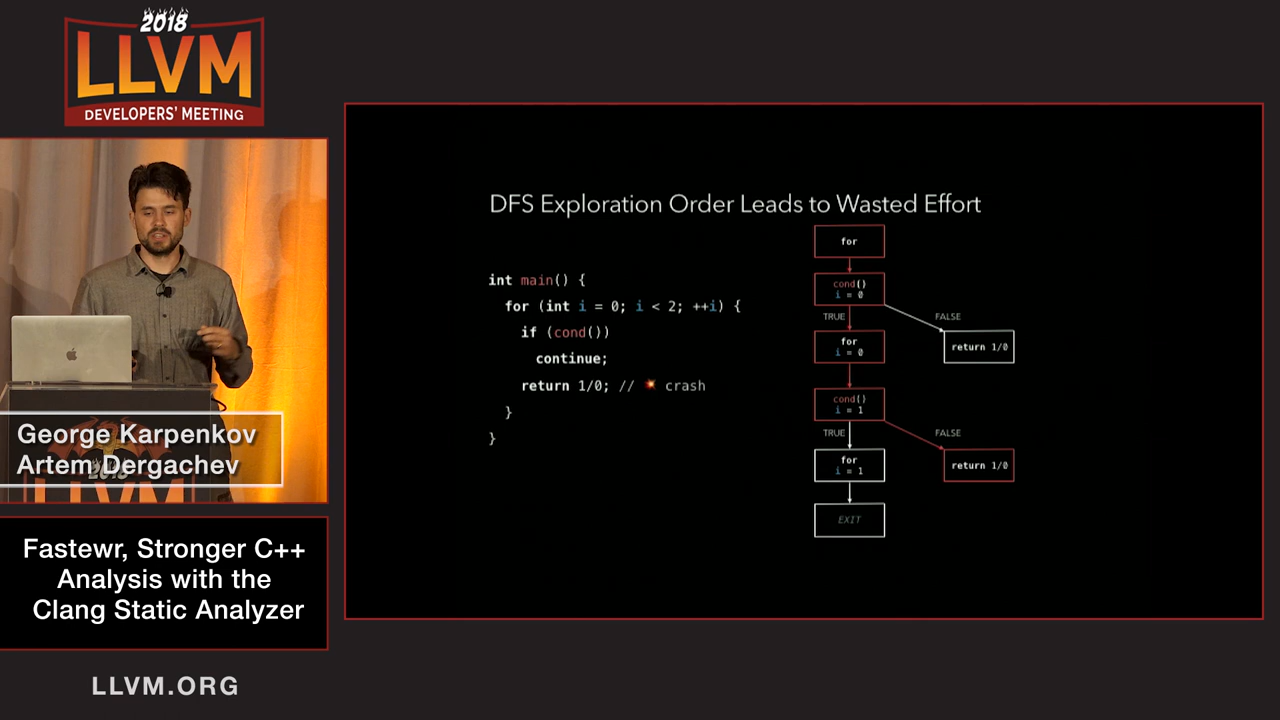 2018
LLVM
DEVELOPERS' MEETING
George Karpenkov
Artem Dergachev
2018
LLVM
Fastewr, Stronger C++
Analysis with the
Clang Static Analyzer
LLVM.ORG
DFS Exploration Order Leads to Wasted Effort
int main() {
for (int i = 0; i < 2; ++i) {
if (cond())
continue;
return 1/0; // 💥 crash
}
}
for
cond()
i = 0
TRUE
FALSE
for
i = 0
return 1/0
cond()
i = 1
TRUE
FALSE
for
i = 1
return 1/0
EXIT